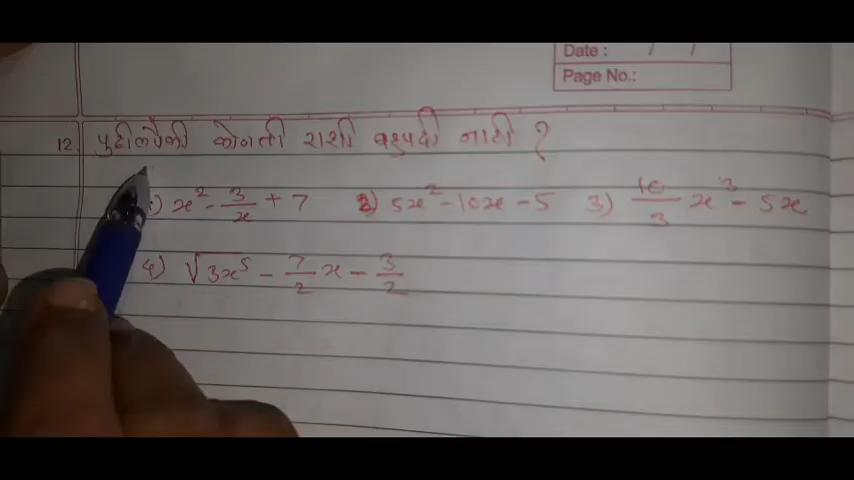 Date : / /
Page No.:
12. पुढीलपैकी कोणती राशी बहुपदी नाही ?
1) x² - 3/x + 7 2) 5x² - 10x - 5 3) 10/3 x³ - 5x
4) √3x⁵ - 7/2 x - 3/2